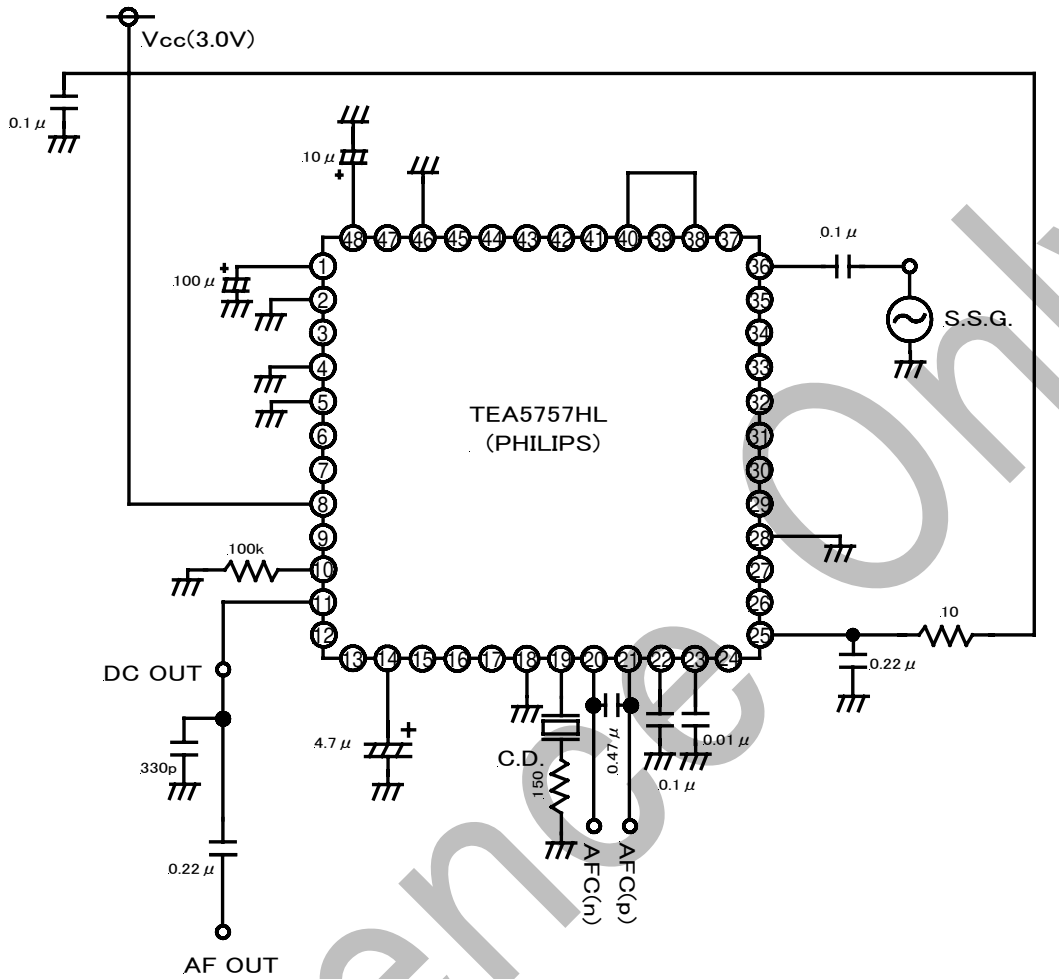 Vcc(3.0V)
0.1μ
10μ
+
48 47 46 45 44 43 42 41 40 39 38 37
0.1μ
+
100μ
1
2
3
4
5
6
7
8
9
10
11
12
36
35
34
33
32
31
30
29
28
27
26
25
S.S.G.
TEA5757HL
(PHILIPS)
100k
10
0.22μ
13 14 15 16 17 18 19 20 21 22 23 24
DC OUT
330p
0.22μ
AF OUT
4.7μ
+
C.D.
150
0.47μ
0.1μ
0.01μ
AFC(n)
AFC(p)
ence Only